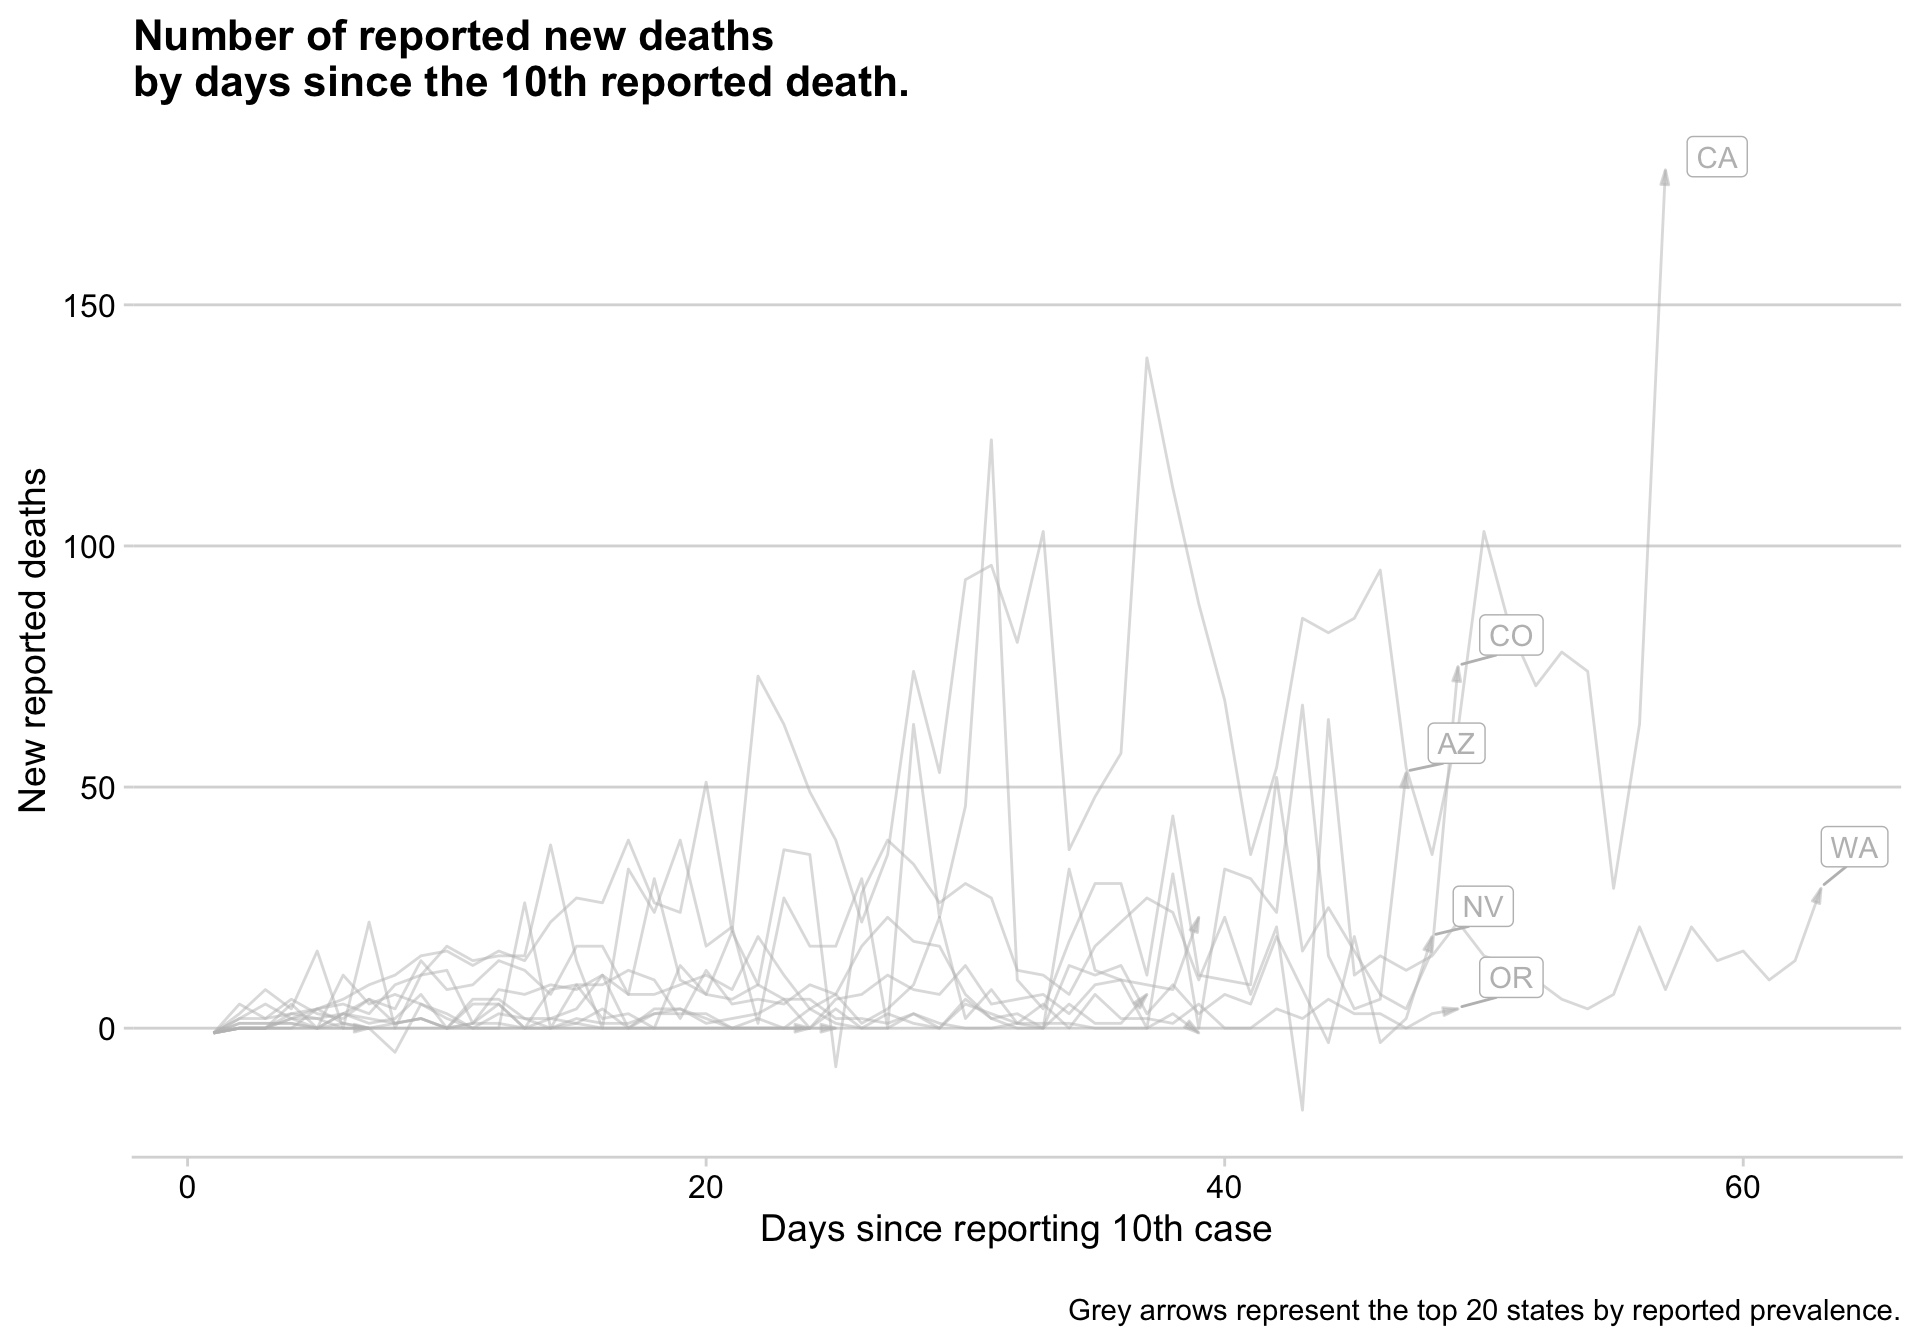 Number of reported new deaths
by days since the 10th reported death.
CA
150
100
CO
AZ
50
WA
NV
OR
0
New reported deaths
0 20 40 60
Days since reporting 10th case
Grey arrows represent the top 20 states by reported prevalence.